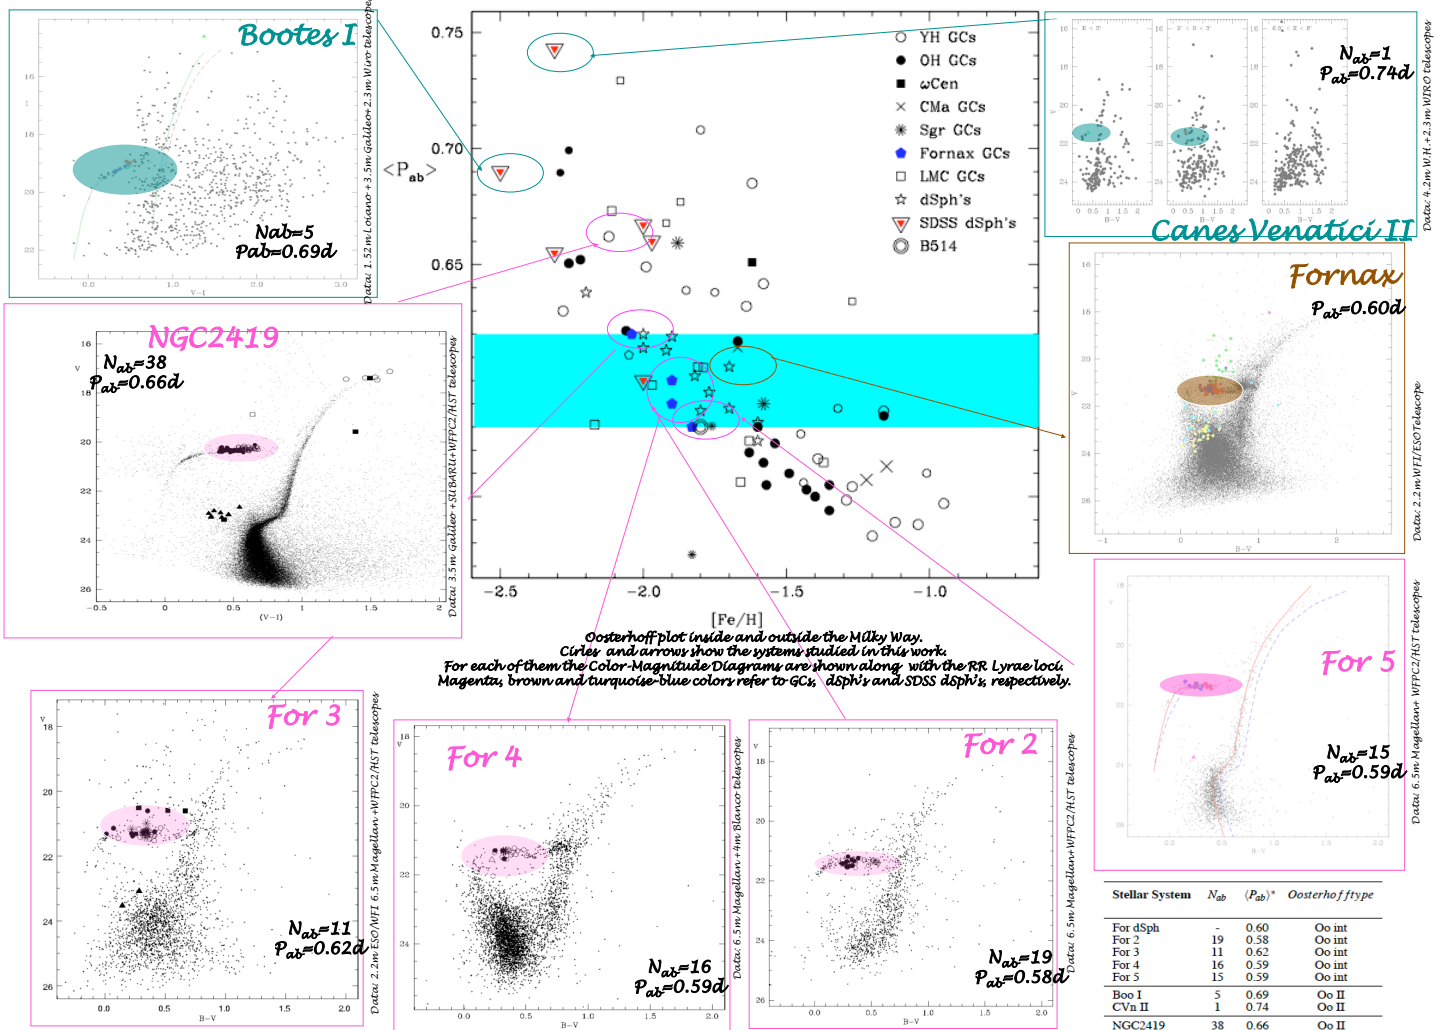 Bootes I
Nab=5
Pab=0.69d
V-I
Data: 1.52m Loiano+3.5m Galileo+2.3m Wiro telescopes
NGC2419
Nab=38
Pab=0.66d
V
(V-I)
Data: 3.5m Galileo+SUBARU+WFPC2/HST telescopes
<Pab>
0.75
0.70
0.65
YH GCs
OH GCs
ωCen
CMa GCs
Sgr GCs
Fornax GCs
LMC GCs
dSph's
SDSS dSph's
B514
-2.5 -2.0 -1.5 -1.0
[Fe/H]
Oosterhoff plot inside and outside the Milky Way.
Cirles and arrows show the systems studied in this work.
For each of them the Color-Magnitude Diagrams are shown along with the RR Lyrae loci.
Magenta, brown and turquoise-blue colors refer to GCs, dSph's and SDSS dSph's, respectively.
Nab=1
Pab=0.74d
B-V B-V B-V
Canes Venatici II
Data: 4.2m W.H.+2.3m WIRO telescopes
Fornax
Pab=0.60d
V
B-V
Data: 2.2m WFI/ESO Telescope
For 5
Nab=15
Pab=0.59d
B-V
Data: 6.5m Magellan+ WFPC2/HST telescopes
For 3
V
Nab=11
Pab=0.62d
B-V
Data: 2.2m ESO/WFI 6.5m Magellan+WFPC2/HST telescopes
For 4
V
Nab=16
Pab=0.59d
B-V
Data: 6.5m Magellan+4m Blanco telescopes
For 2
V
Nab=19
Pab=0.58d
B-V
Data: 6.5m Magellan+WFPC2/HST telescopes
Stellar System Nab ⟨Pab⟩* Oosterhoff type
For dSph - 0.60 Oo int
For 2 19 0.58 Oo int
For 3 11 0.62 Oo int
For 4 16 0.59 Oo int
For 5 15 0.59 Oo int
Boo I 5 0.69 Oo II
CVn II 1 0.74 Oo II
NGC2419 38 0.66 Oo II